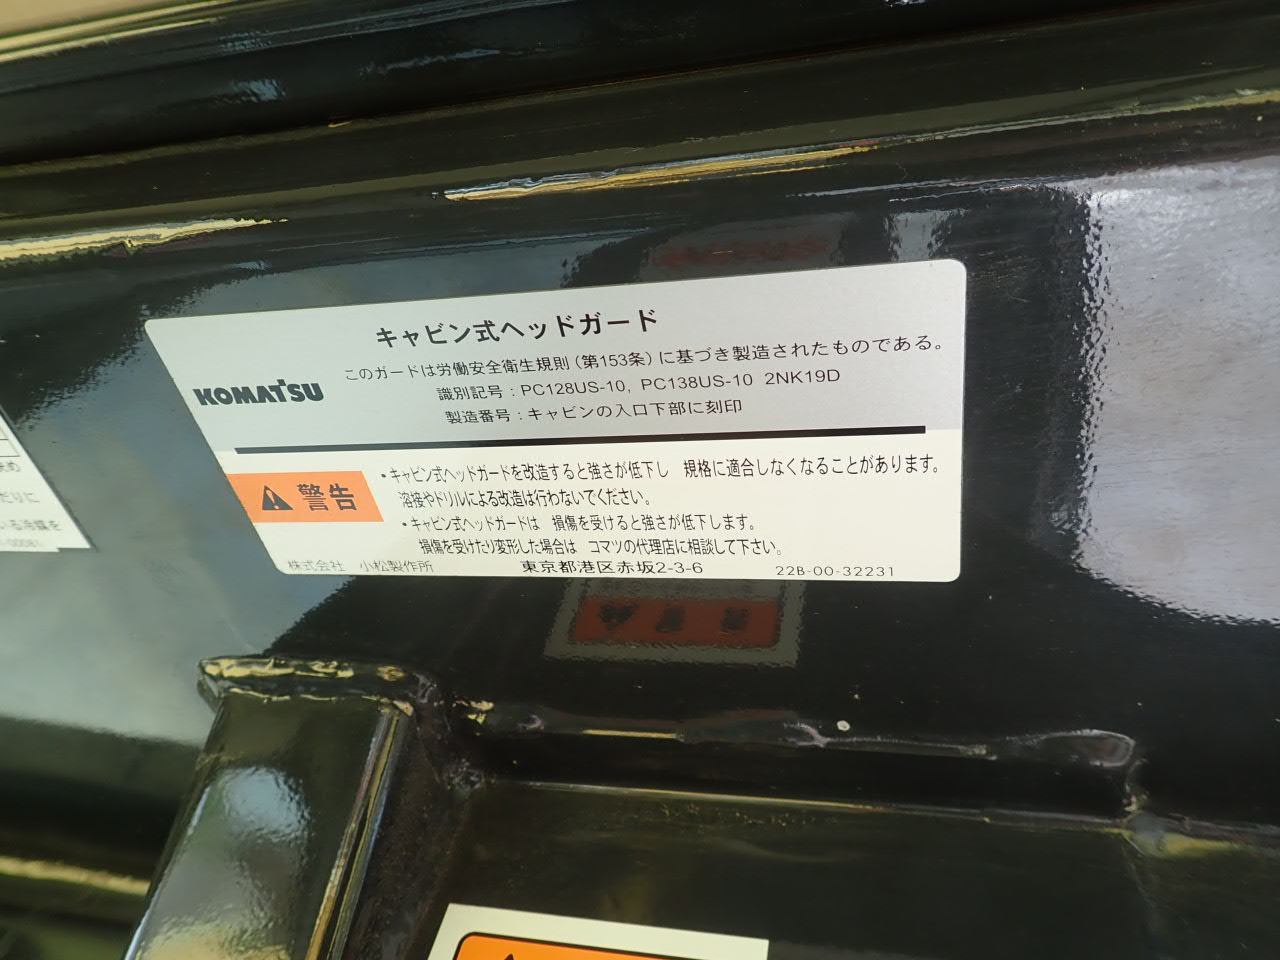 キャビン式ヘッドガード
このガードは労働安全衛生規則(第153条)に基づき製造されたものである。
KOMATSU
識別記号:PC128US-10, PC138US-10 2NK19D
製造番号:キャビンの入口下部に刻印
警告
・キャビン式ヘッドガードを改造すると強さが低下し 規格に適合しなくなることがあります。
溶接やドリルによる改造は行わないでください。
・キャビン式ヘッドガードは 損傷を受けると強さが低下します。
損傷を受けたり変形した場合は コマツの代理店に相談して下さい。
株式会社 小松製作所 東京都港区赤坂2-3-6 22B-00-32231